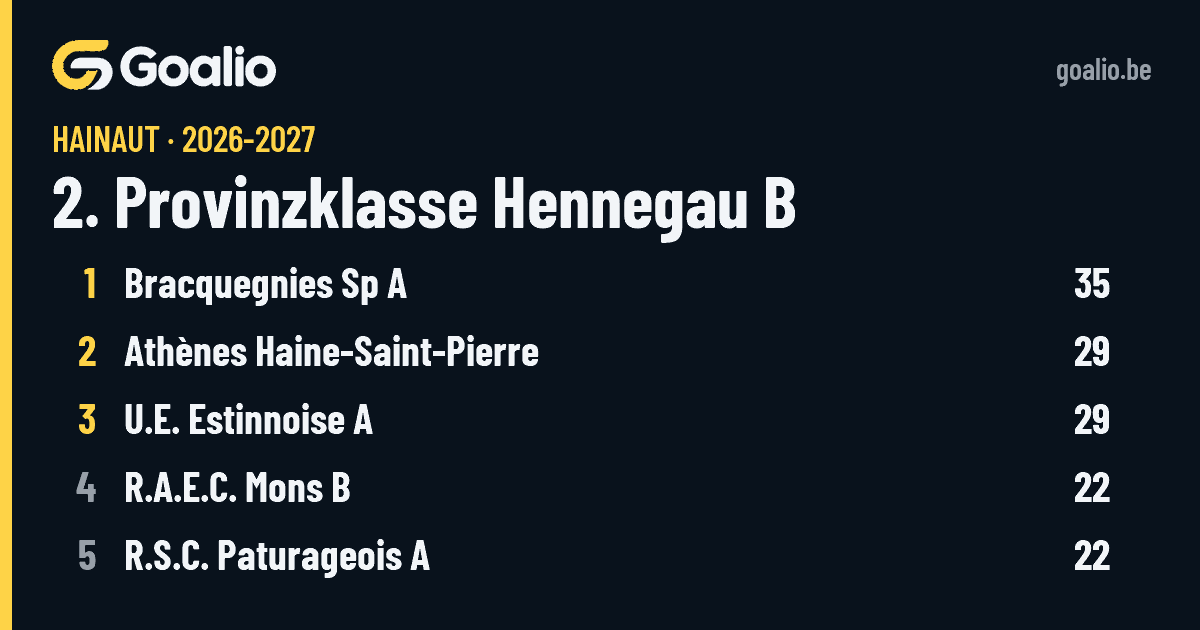 Goalio
goalio.be
HAINAUT · 2026-2027
2. Provinzklasse Hennegau B
1 Bracquegnies Sp A 35
2 Athènes Haine-Saint-Pierre 29
3 U.E. Estinnoise A 29
4 R.A.E.C. Mons B 22
5 R.S.C. Paturageois A 22